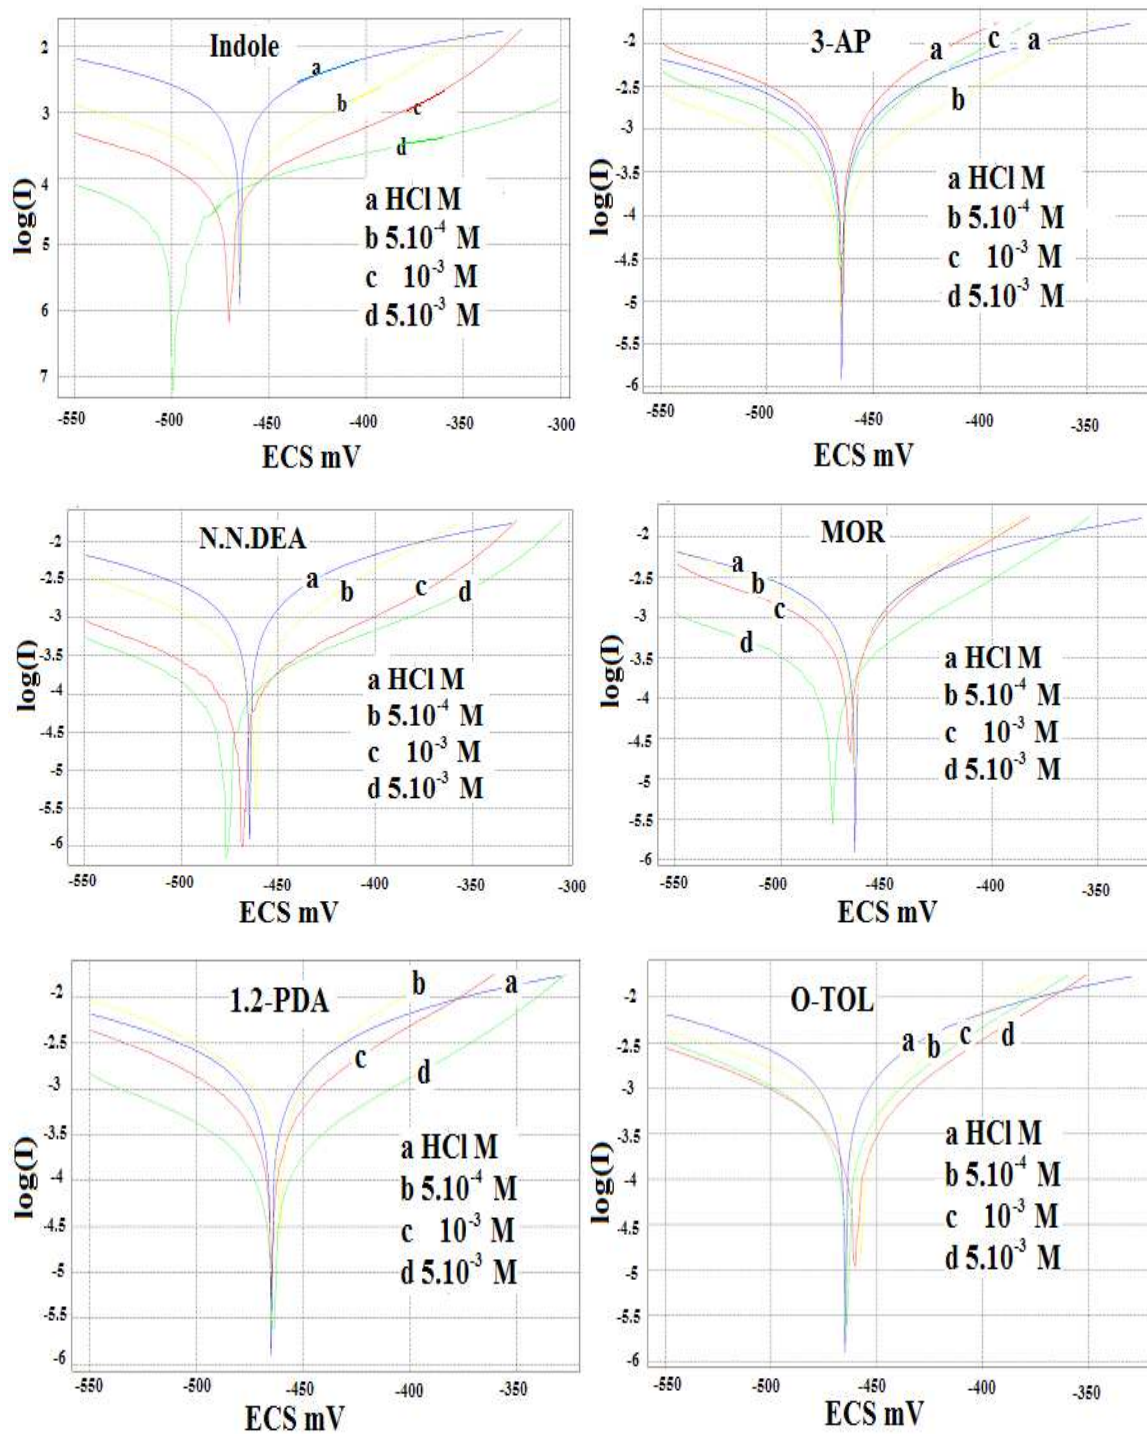 Indole
log(I)
2
3
4
5
6
7
a
b
c
d
a HCl M
b 5.10-4 M
c 10-3 M
d 5.10-3 M
-550
-500
-450
-400
-350
-300
ECS mV
3-AP
log(I)
-2
-2.5
-3
-3.5
-4
-4.5
-5
-5.5
-6
a
c
a
b
a HCl M
b 5.10-4 M
c 10-3 M
d 5.10-3 M
-550
-500
-450
-400
-350
ECS mV
N.N.DEA
log(I)
-2
-2.5
-3
-3.5
-4
-4.5
-5
-5.5
-6
a
b
c
d
a HCl M
b 5.10-4 M
c 10-3 M
d 5.10-3 M
-550
-500
-450
-400
-350
-300
ECS mV
MOR
log(I)
-2
-2.5
-3
-3.5
-4
-4.5
-5
-5.5
-6
a
b
c
d
a HCl M
b 5.10-4 M
c 10-3 M
d 5.10-3 M
-550
-500
-450
-400
-350
ECS mV
1.2-PDA
log(I)
-2
-2.5
-3
-3.5
-4
-4.5
-5
-5.5
-6
b
a
c
d
a HCl M
b 5.10-4 M
c 10-3 M
d 5.10-3 M
-550
-500
-450
-400
-350
ECS mV
O-TOL
log(I)
-2
-2.5
-3
-3.5
-4
-4.5
-5
-5.5
-6
a
b
c
d
a HCl M
b 5.10-4 M
c 10-3 M
d 5.10-3 M
-550
-500
-450
-400
-350
ECS mV